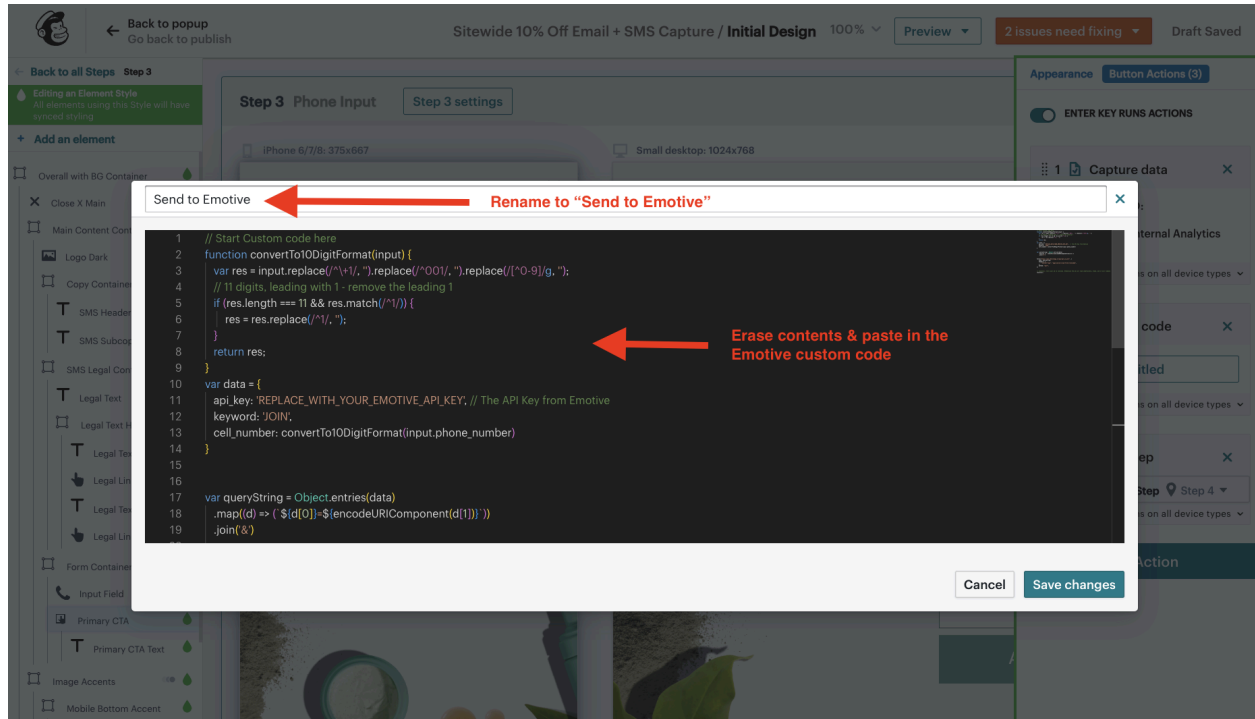 Back to popup
Go back to publish
Sitewide 10% Off Email + SMS Capture / Initial Design
100%
Preview
2 issues need fixing
Draft Saved
Back to all Steps Step 3
Editing an Element Style
All elements using this Style will have
synced styling
+ Add an element
Overall with BG Container
Close X Main
Main Content Cont
Logo Dark
Copy Container
SMS Header
SMS Subcop
SMS Legal Con
Legal Text
Legal Text H
Legal Tex
Legal Lin
Legal Tex
Legal Lin
Form Container
Input Field
Primary CTA
Primary CTA Text
Image Accents
Mobile Bottom Accent
Step 3 Phone Input
Step 3 settings
iPhone 6/7/8: 375x667
Small desktop: 1024x768
Send to Emotive
Rename to “Send to Emotive”
1 // Start Custom code here
2 function convertTo10DigitFormat(input) {
3 var res = input.replace(/^\+1/, '').replace(/^001/, '').replace(/[^0-9]/g, '');
4 // 11 digits, leading with 1 - remove the leading 1
5 if (res.length === 11 && res.match(/^1/)) {
6 res = res.replace(/^1/, '');
7 }
8 return res;
9 }
10 var data = {
11 api_key: 'REPLACE_WITH_YOUR_EMOTIVE_API_KEY', // The API Key from Emotive
12 keyword: 'JOIN',
13 cell_number: convertTo10DigitFormat(input.phone_number)
14 }
15
16
17 var queryString = Object.entries(data)
18 .map((d) => (`${d[0]}=${encodeURIComponent(d[1])}`))
19 .join('&')
Erase contents & paste in the
Emotive custom code
Cancel
Save changes
Appearance
Button Actions (3)
ENTER KEY RUNS ACTIONS
1 Capture data
ternal Analytics
s on all device types
code
itled
s on all device types
ep
Step Step 4
s on all device types
Action